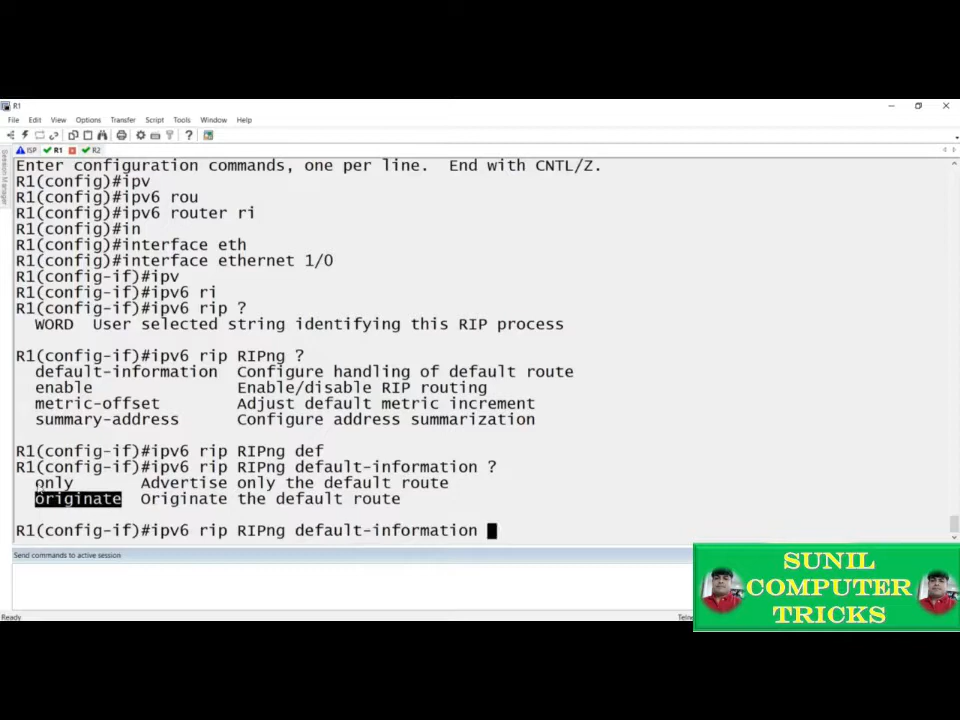 R1
File Edit View Options Transfer Script Tools Window Help
ISP R1 R2
Session Manager
Enter configuration commands, one per line.  End with CNTL/Z.
R1(config)#ipv
R1(config)#ipv6 rou
R1(config)#ipv6 router ri
R1(config)#in
R1(config)#interface eth
R1(config)#interface ethernet 1/0
R1(config-if)#ipv
R1(config-if)#ipv6 ri
R1(config-if)#ipv6 rip ?
WORD  User selected string identifying this RIP process
R1(config-if)#ipv6 rip RIPng ?
default-information  Configure handling of default route
enable  Enable/disable RIP routing
metric-offset  Adjust default metric increment
summary-address  Configure address summarization
R1(config-if)#ipv6 rip RIPng def
R1(config-if)#ipv6 rip RIPng default-information ?
only  Advertise only the default route
originate  Originate the default route
R1(config-if)#ipv6 rip RIPng default-information
Send commands to active session
Ready
SUNIL
COMPUTER
TRICKS